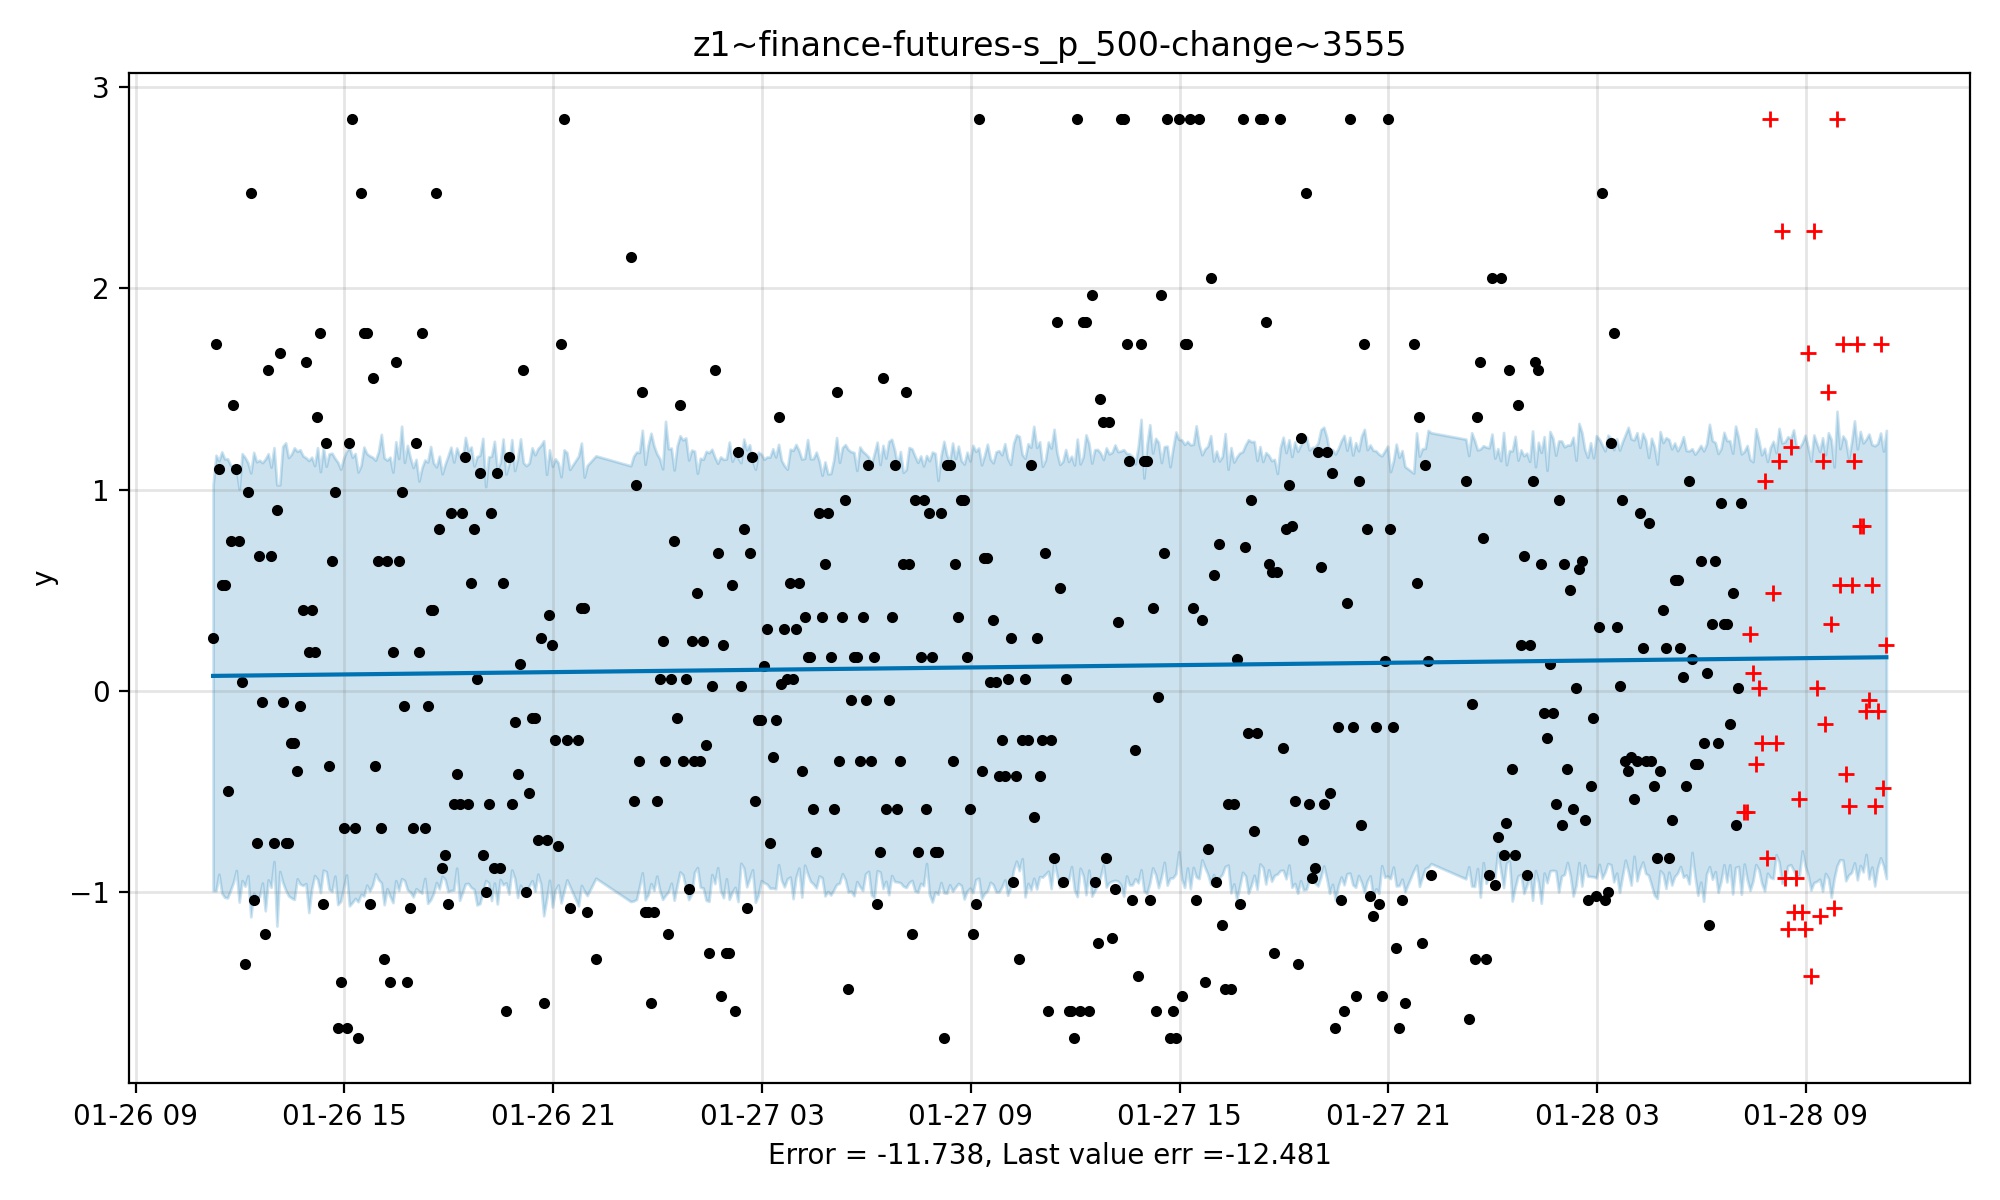 z1~finance-futures-s_p_500-change~3555
3
2
1
0
−1
y
01-26 09 01-26 15 01-26 21 01-27 03 01-27 09 01-27 15 01-27 21 01-28 03 01-28 09
Error = -11.738, Last value err =-12.481